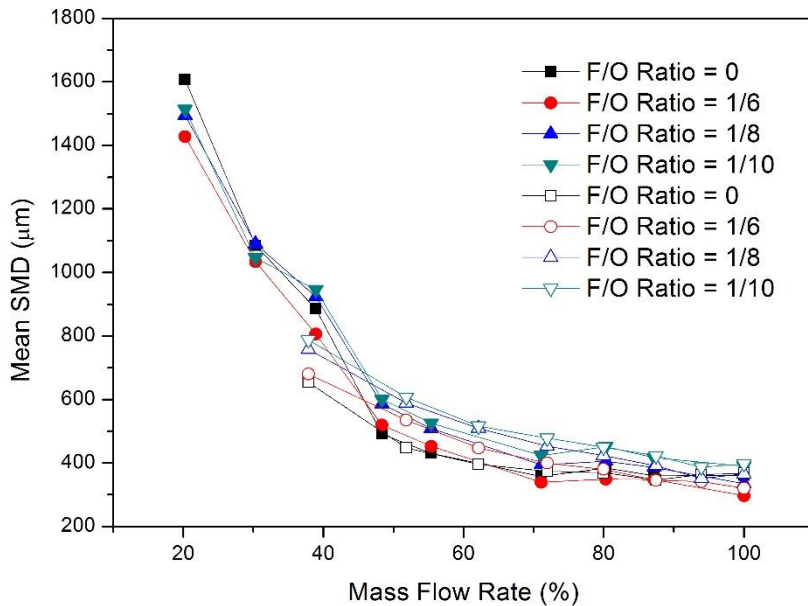 1800
1600
1400
1200
1000
800
600
400
200
Mean SMD (μm)
F/O Ratio = 0
F/O Ratio = 1/6
F/O Ratio = 1/8
F/O Ratio = 1/10
F/O Ratio = 0
F/O Ratio = 1/6
F/O Ratio = 1/8
F/O Ratio = 1/10
20 40 60 80 100
Mass Flow Rate (%)